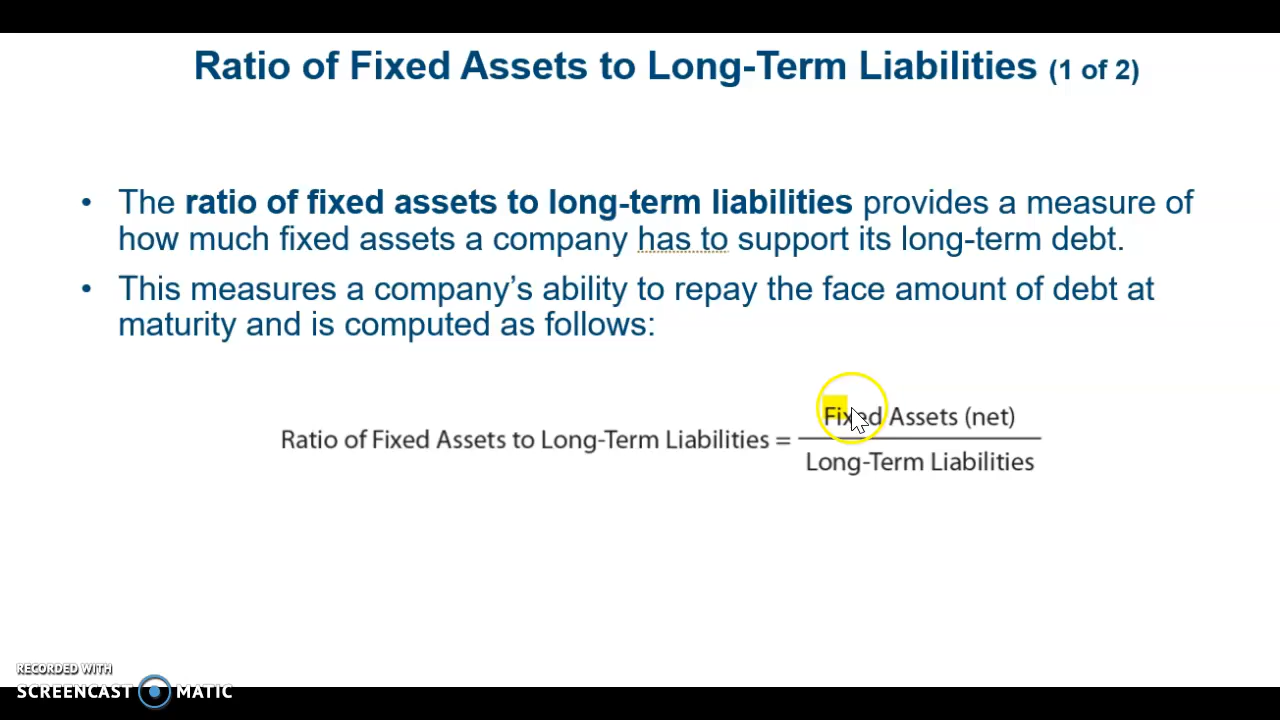 Ratio of Fixed Assets to Long-Term Liabilities (1 of 2)
• The ratio of fixed assets to long-term liabilities provides a measure of
how much fixed assets a company has to support its long-term debt.
• This measures a company’s ability to repay the face amount of debt at
maturity and is computed as follows:
Fixed Assets (net)
Ratio of Fixed Assets to Long-Term Liabilities =
Long-Term Liabilities
RECORDED WITH
SCREENCAST MATIC